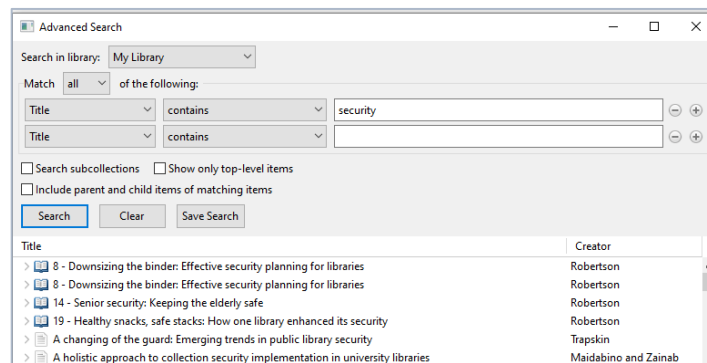 Advanced Search
Search in library: My Library
Match all of the following:
Title contains security
Title contains
Search subcollections Show only top-level items
Include parent and child items of matching items
Search Clear Save Search
Title Creator
8 - Downsizing the binder: Effective security planning for libraries Robertson
8 - Downsizing the binder: Effective security planning for libraries Robertson
14 - Senior security: Keeping the elderly safe Robertson
19 - Healthy snacks, safe stacks: How one library enhanced its security Robertson
A changing of the guard: Emerging trends in public library security Trapskin
A holistic approach to collection security implementation in university libraries Maidabino and Zainab